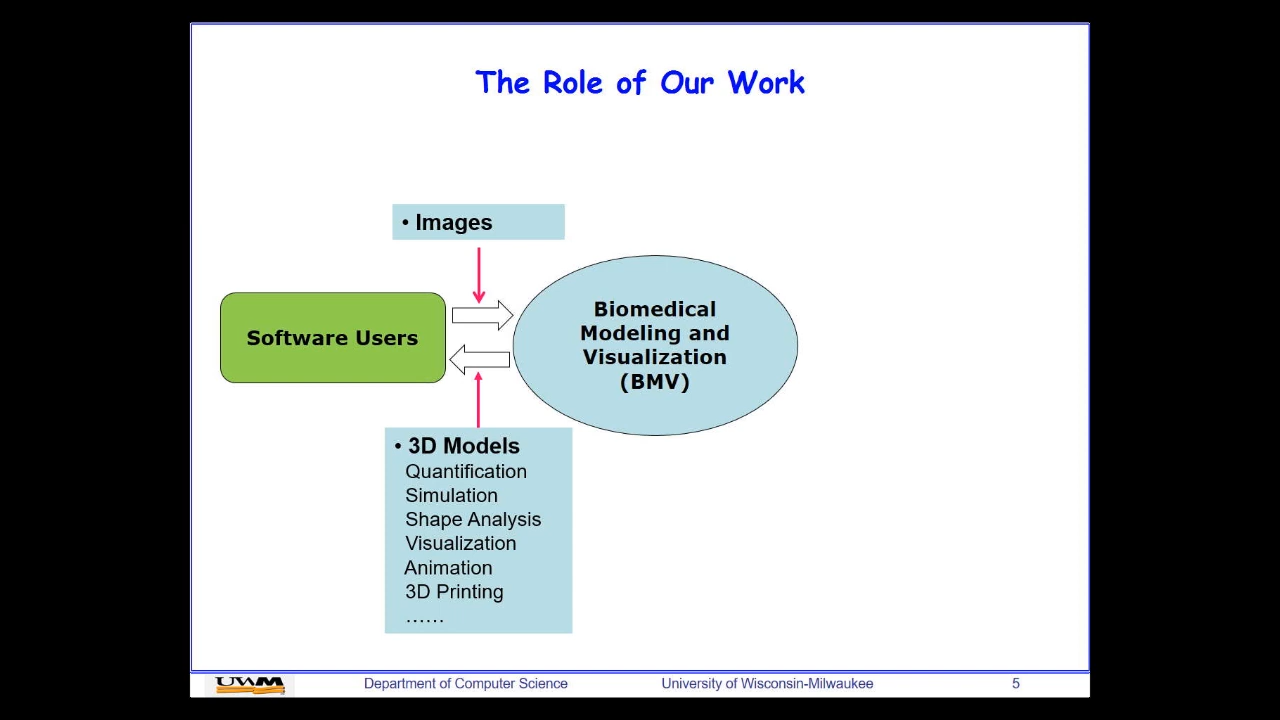 The Role of Our Work
• Images
Software Users
Biomedical
Modeling and
Visualization
(BMV)
• 3D Models
Quantification
Simulation
Shape Analysis
Visualization
Animation
3D Printing
......
UWM
Department of Computer Science
University of Wisconsin-Milwaukee
5